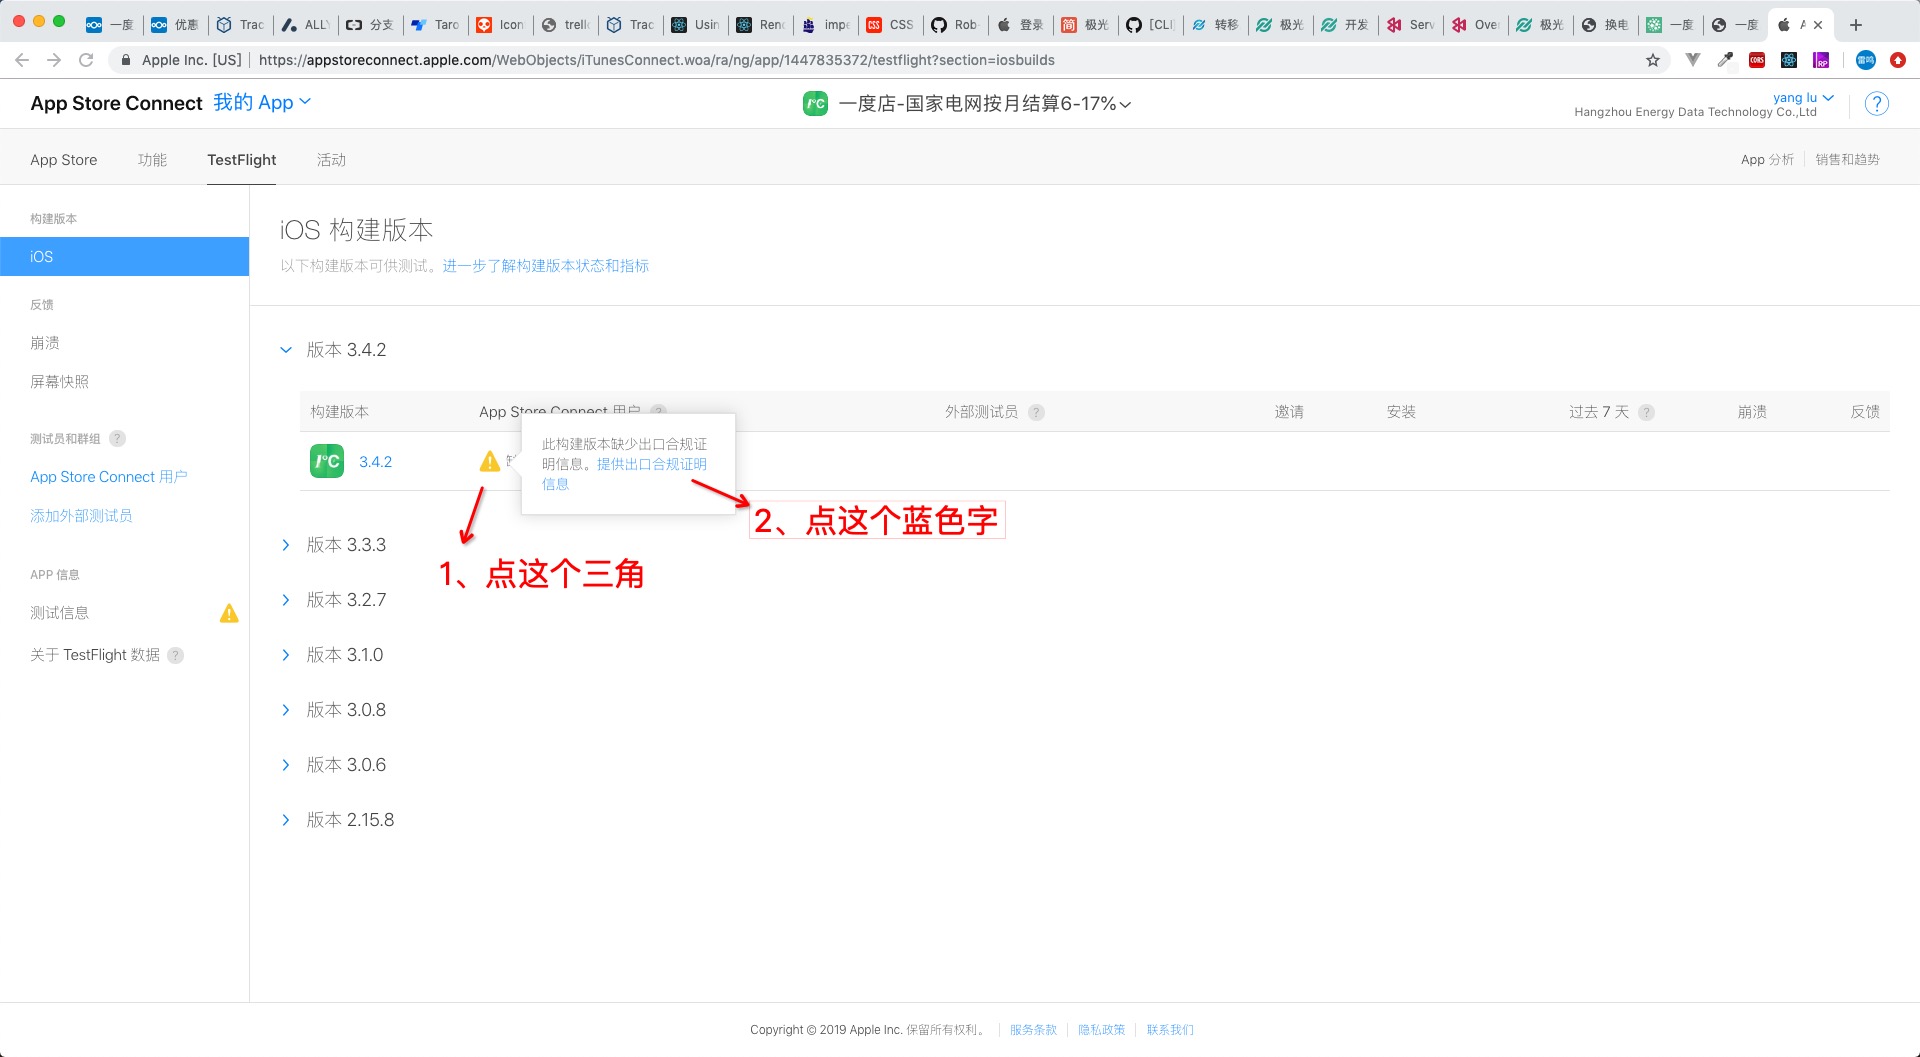 一度
优惠
Trac
ALLY
分支
Taro
Icon
trello
Trac
Usin
Rend
impe
CSS
Rob
登录
极光
[CLI]
转移
极光
开发
Serv
Over
极光
换电
一度
一度
Apple Inc. [US]
https://appstoreconnect.apple.com/WebObjects/iTunesConnect.woa/ra/ng/app/1447835372/testflight?section=iosbuilds
App Store Connect 我的 App
一度店-国家电网按月结算6-17%
yang lu
Hangzhou Energy Data Technology Co.,Ltd
App Store
功能
TestFlight
活动
App 分析
销售和趋势
构建版本
iOS
反馈
崩溃
屏幕快照
测试员和群组
App Store Connect 用户
添加外部测试员
APP 信息
测试信息
关于 TestFlight 数据
iOS 构建版本
以下构建版本可供测试。进一步了解构建版本状态和指标
版本 3.4.2
构建版本
App Store Connect 用户
外部测试员
邀请
安装
过去 7 天
崩溃
反馈
3.4.2
此构建版本缺少出口合规证
明信息。提供出口合规证明
信息
2、点这个蓝色字
1、点这个三角
版本 3.3.3
版本 3.2.7
版本 3.1.0
版本 3.0.8
版本 3.0.6
版本 2.15.8
Copyright © 2019 Apple Inc. 保留所有权利。
服务条款
隐私政策
联系我们